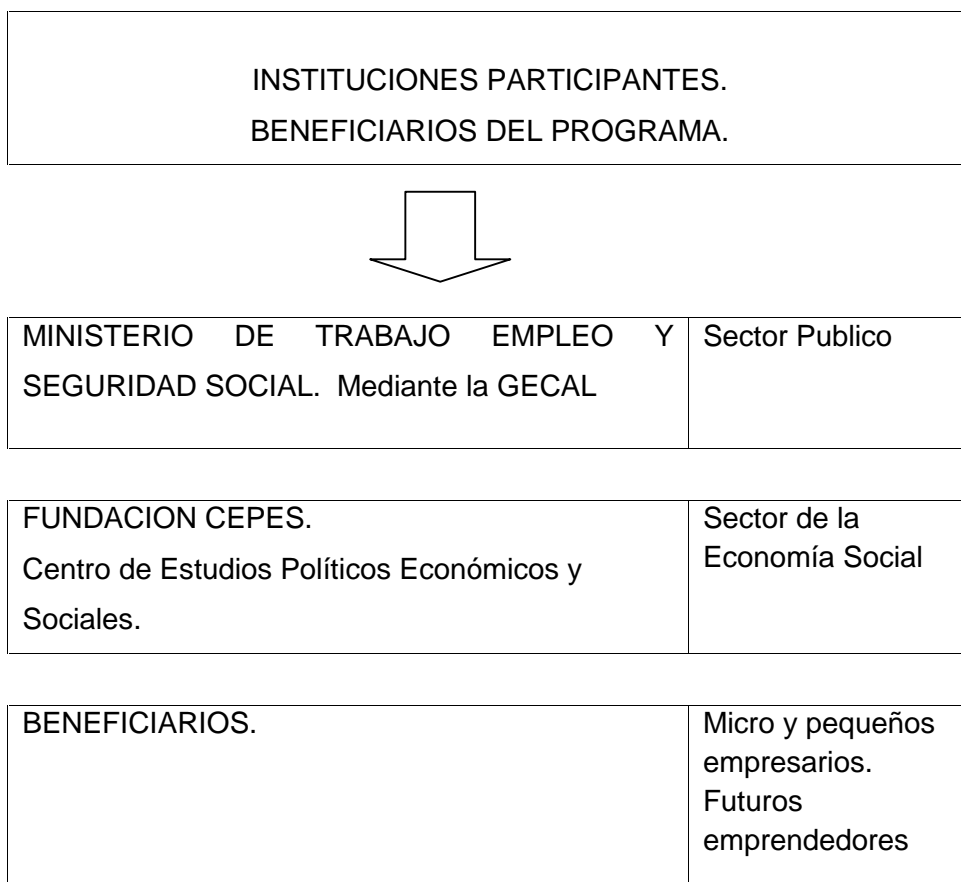 INSTITUCIONES PARTICIPANTES.
BENEFICIARIOS DEL PROGRAMA.
MINISTERIO DE TRABAJO EMPLEO Y
SEGURIDAD SOCIAL. Mediante la GECAL
Sector Publico
FUNDACION CEPES.
Centro de Estudios Políticos Económicos y
Sociales.
Sector de la
Economía Social
BENEFICIARIOS.
Micro y pequeños
empresarios.
Futuros
emprendedores